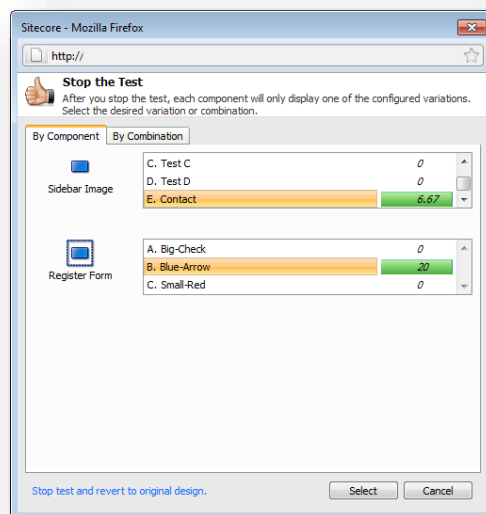 Sitecore - Mozilla Firefox
http://
Stop the Test
After you stop the test, each component will only display one of the configured variations.
Select the desired variation or combination.
By Component By Combination
C. Test C 0
D. Test D 0
E. Contact 6.67
Sidebar Image
A. Big-Check 0
B. Blue-Arrow 20
C. Small-Red 0
Register Form
Stop test and revert to original design.
Select Cancel